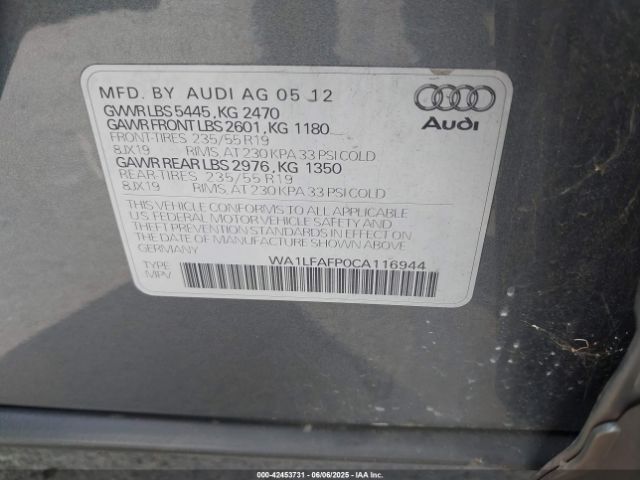 MFD. BY AUDI AG 05.12
GVWR LBS 5445, KG 2470
GAWR FRONT LBS 2601, KG 1180
FRONT-TIRES 235/55 R19
8JX19 RIMS, AT 230 KPA 33 PSI COLD
GAWR REAR LBS 2976, KG 1350
REAR-TIRES 235/55 R19
8JX19 RIMS, AT 230 KPA 33 PSI COLD
Audi
THIS VEHICLE CONFORMS TO ALL APPLICABLE
U.S FEDERAL MOTOR VEHICLE SAFETY AND
THEFT PREVENTION STANDARDS IN EFFECT ON
THE DATE OF MANUFACTURE SHOWN ABOVE.
GERMANY
TYPE WA1LFAFP0CA116944
MPV
000-42453731 - 06/06/2025 - IAA Inc.